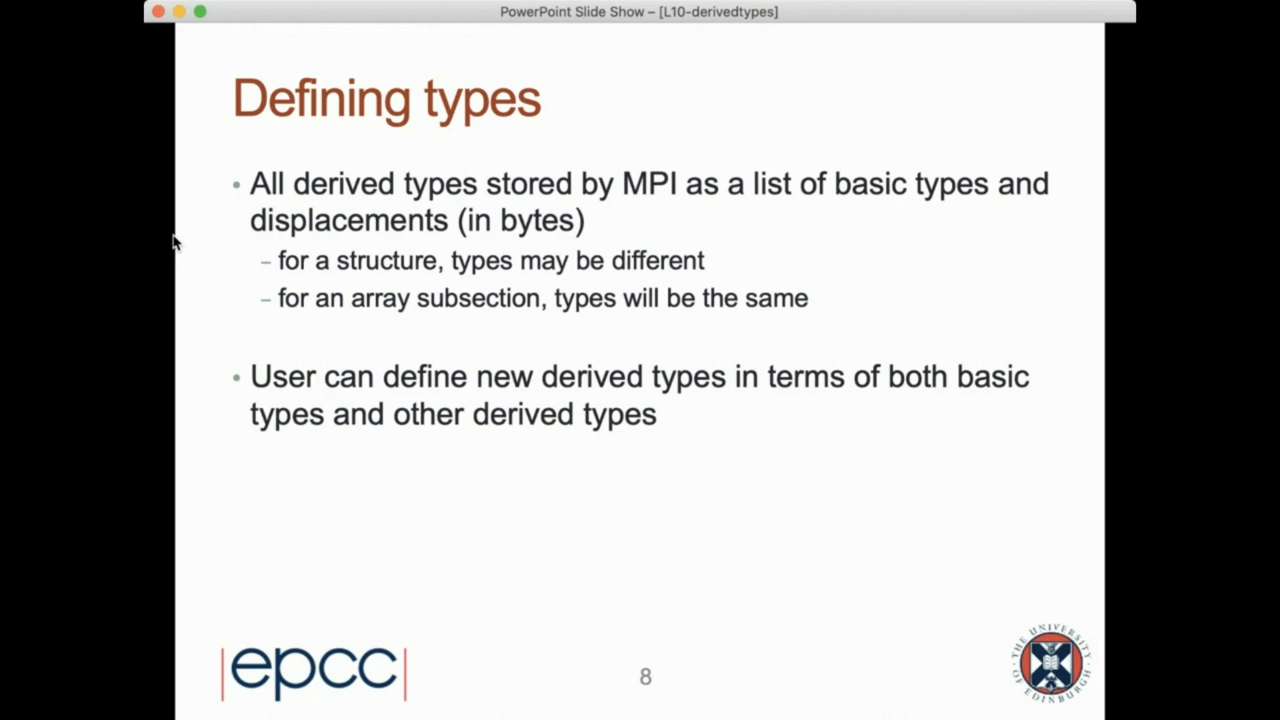 PowerPoint Slide Show – [L10-derivedtypes]
Defining types
• All derived types stored by MPI as a list of basic types and
displacements (in bytes)
– for a structure, types may be different
– for an array subsection, types will be the same
• User can define new derived types in terms of both basic
types and other derived types
|epcc|
8
THE UNIVERSITY
OF EDINBURGH